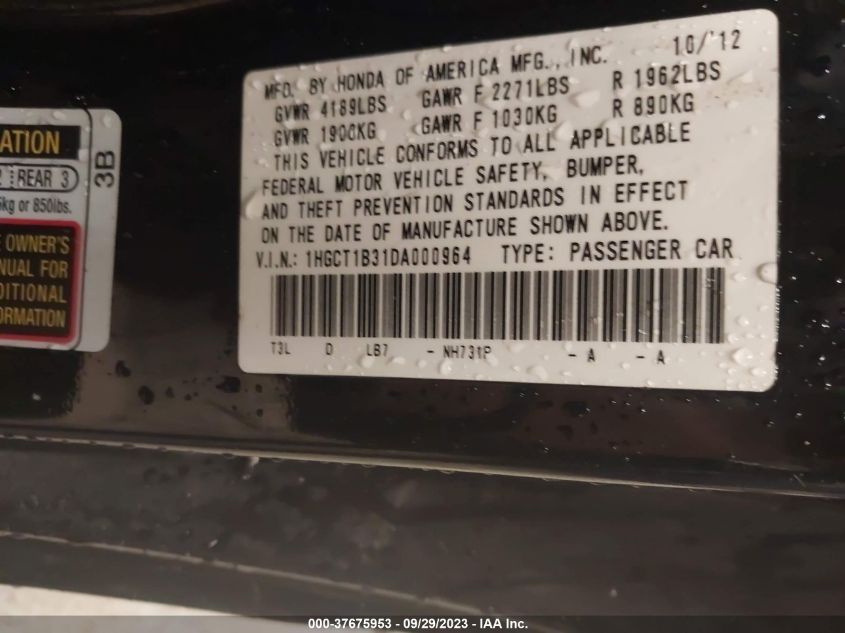 MFD. BY HONDA OF AMERICA MFG., INC. 10/'12
GVWR 4189LBS GAWR F 2271LBS R 1962LBS
GVWR 1900KG GAWR F 1030KG R 890KG
THIS VEHICLE CONFORMS TO ALL APPLICABLE
FEDERAL MOTOR VEHICLE SAFETY, BUMPER,
AND THEFT PREVENTION STANDARDS IN EFFECT
ON THE DATE OF MANUFACTURE SHOWN ABOVE.
V.I.N.: 1HGCT1B31DA000964 TYPE: PASSENGER CAR
T3L D LB7 - NH731P - A - A
ATION
REAR 3
3B
kg or 850lbs.
OWNER'S
NUAL FOR
DITIONAL
ORMATION
000-37675953 - 09/29/2023 - IAA Inc.